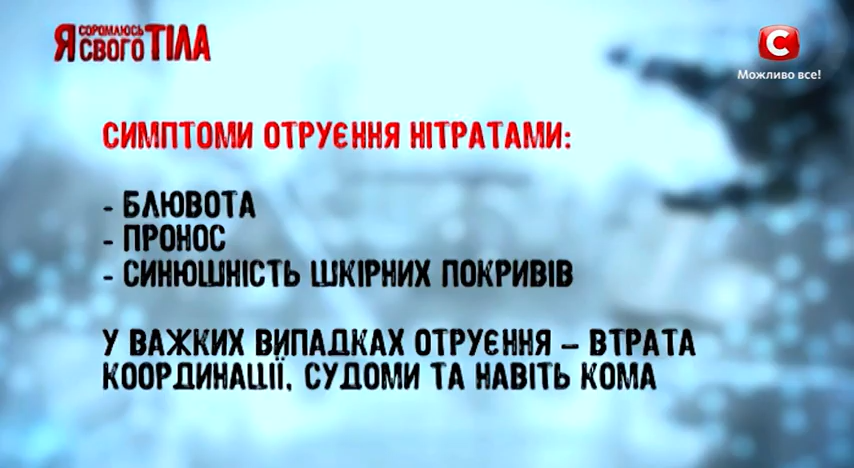 Я СОРОМЛЮСЬ СВОГО ТІЛА
С
Можливо все!
СИМПТОМИ ОТРУЄННЯ НІТРАТАМИ:
- БЛЮВОТА
- ПРОНОС
- СИНЮШНІСТЬ ШКІРНИХ ПОКРИВІВ
У ВАЖКИХ ВИПАДКАХ ОТРУЄННЯ – ВТРАТА
КООРДИНАЦІЇ, СУДОМИ ТА НАВІТЬ КОМА